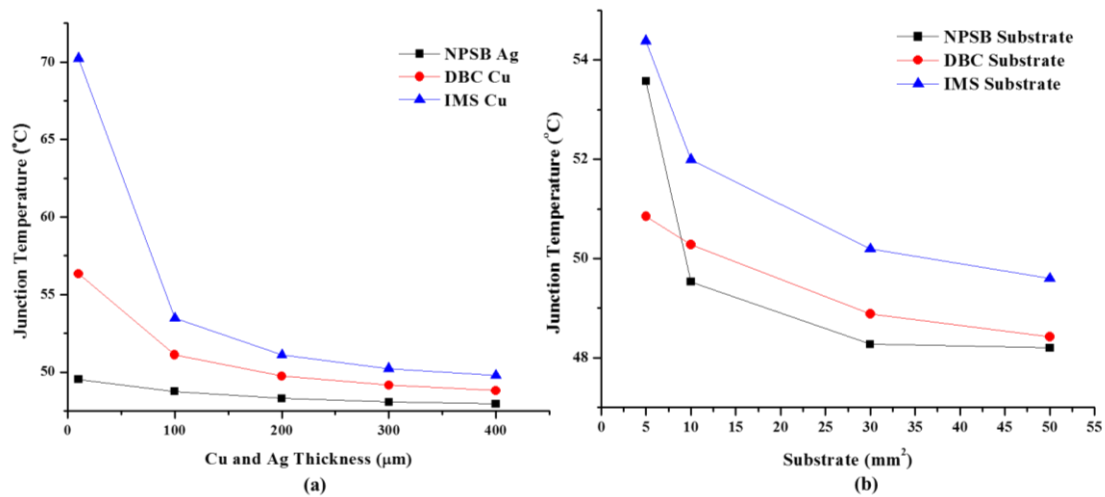 NPSB Ag
DBC Cu
IMS Cu
Junction Temperature (°C)
70
65
60
55
50
0 100 200 300 400
Cu and Ag Thickness (μm)
(a)
NPSB Substrate
DBC Substrate
IMS Substrate
Junction Temperature (°C)
54
52
50
48
0 5 10 15 20 25 30 35 40 45 50 55
Substrate (mm²)
(b)